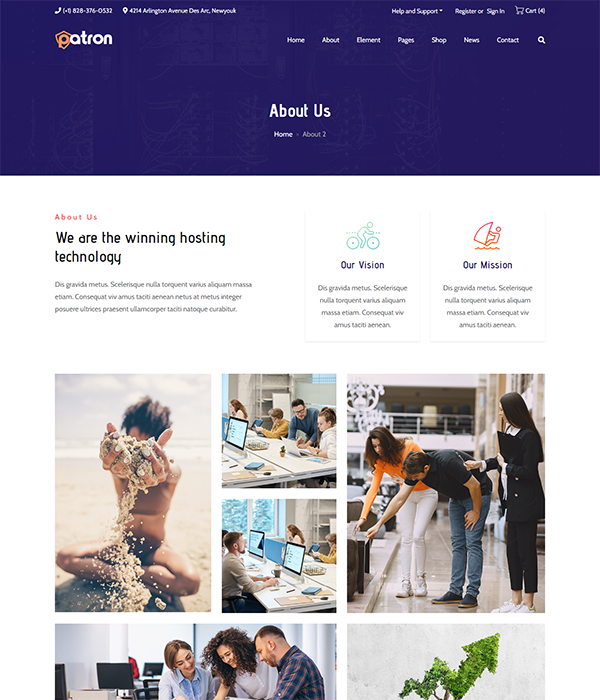 (+1) 828-376-0532 4214 Arlington Avenue Des Arc, Newyouk Help and Support Register or Sign In Cart (4)
patron Home About Element Pages Shop News Contact
About Us
Home > About 2
About Us
We are the winning hosting
technology
Dis gravida metus. Scelerisque nulla torquent varius aliquam massa
etiam. Consequat viv amus taciti aenean netus at metus integer
posuere ultrices praesent ullamcorper taciti natoque curabitur.
Our Vision
Dis gravida metus. Scelerisque
nulla torquent varius aliquam
massa etiam. Consequat viv
amus taciti aenean.
Our Mission
Dis gravida metus. Scelerisque
nulla torquent varius aliquam
massa etiam. Consequat viv
amus taciti aenean.